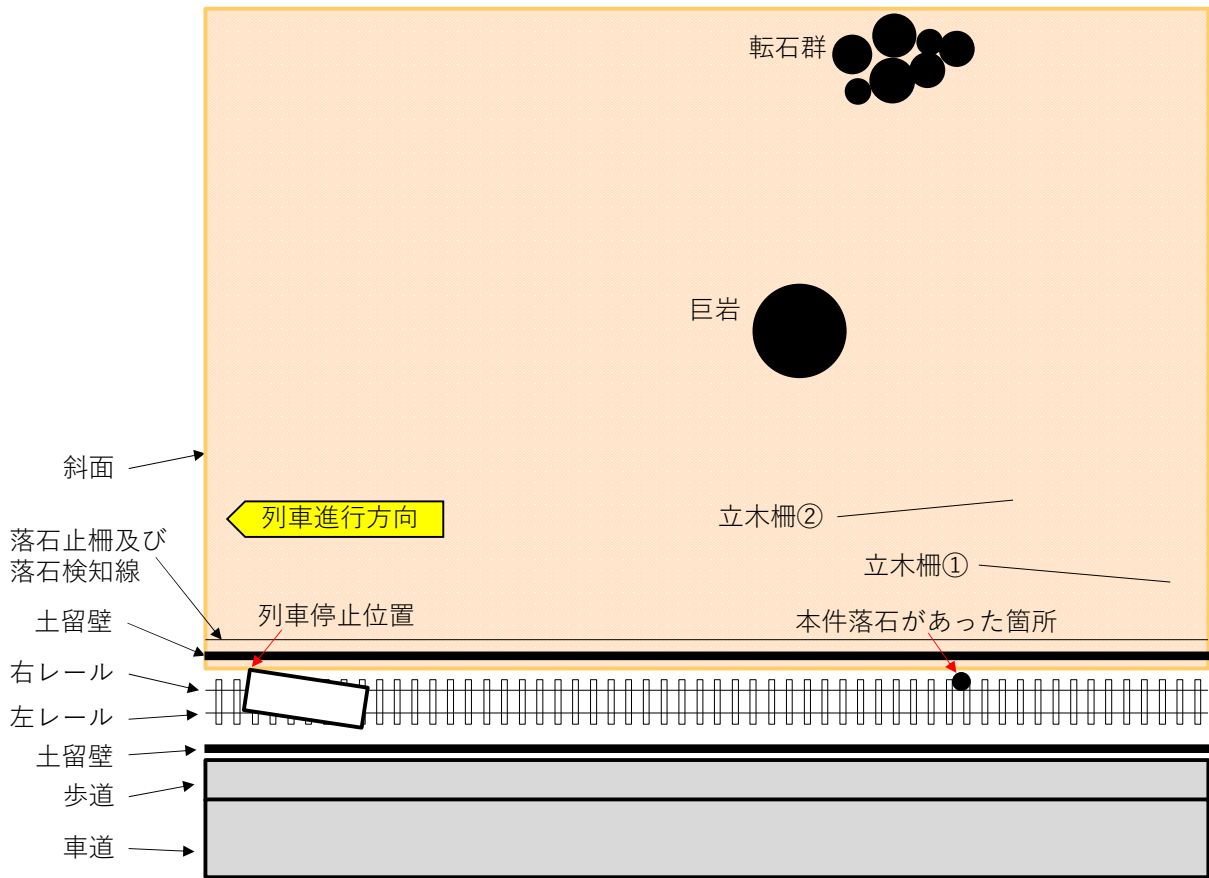 転石群
巨岩
斜面
列車進行方向
立木柵②
落石止柵及び
落石検知線
立木柵①
列車停止位置
本件落石があった箇所
土留壁
右レール
左レール
土留壁
歩道
車道